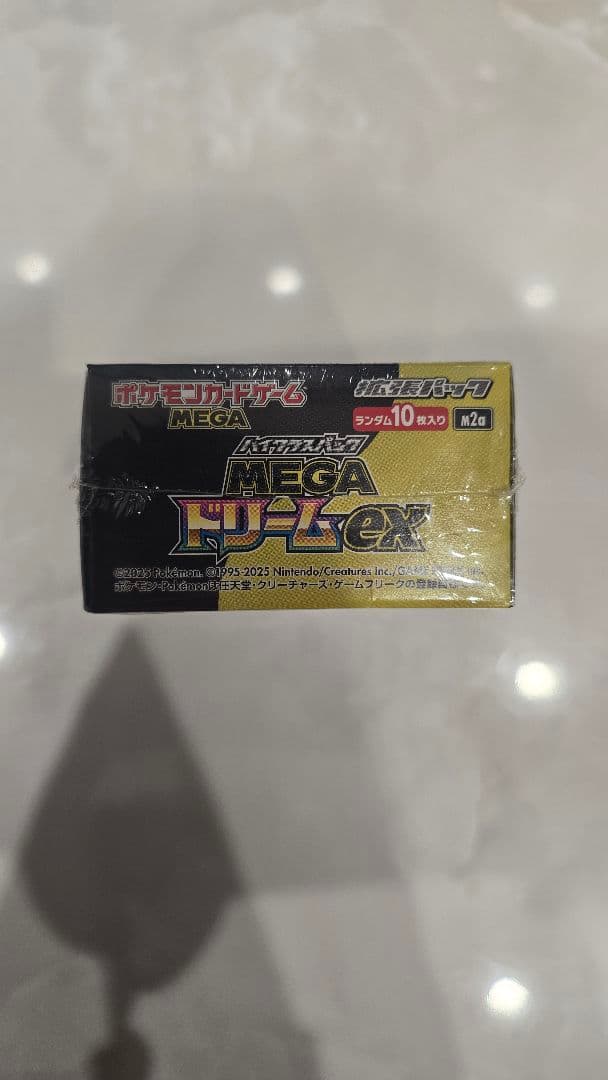 ポケモンカードゲーム
MEGA
拡張パック
ランダム10枚入り M2a
ハイクラスパック
MEGA
ドリームex
©2025 Pokémon. ©1995-2025 Nintendo/Creatures Inc./GAME FREAK inc.
ポケモン・Pokémonは任天堂・クリーチャーズ・ゲームフリークの登録商標